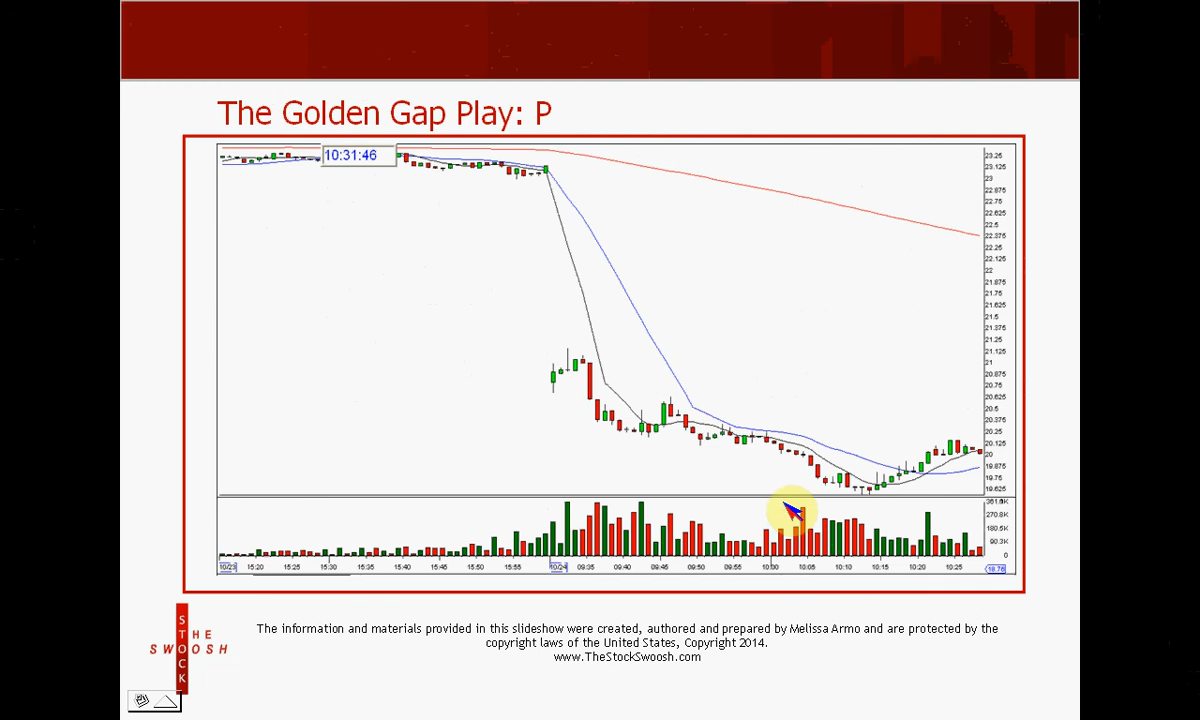 The Golden Gap Play: P
10:31:46
23.25
23.125
23
22.875
22.75
22.625
22.5
22.375
22.25
22.125
22
21.875
21.75
21.625
21.5
21.375
21.25
21.125
21
20.875
20.75
20.625
20.5
20.375
20.25
20.125
20
19.875
19.75
19.625
270.8K
180.5K
90.3K
0
10/23 15:20 15:25 15:30 15:35 15:40 15:45 15:50 15:55 10/24 09:35 09:40 09:45 09:50 09:55 10:00 10:05 10:10 10:15 10:20 10:25
THE
SWOOSH
STOCK
The information and materials provided in this slideshow were created, authored and prepared by Melissa Armo and are protected by the
copyright laws of the United States, Copyright 2014.
www.TheStockSwoosh.com